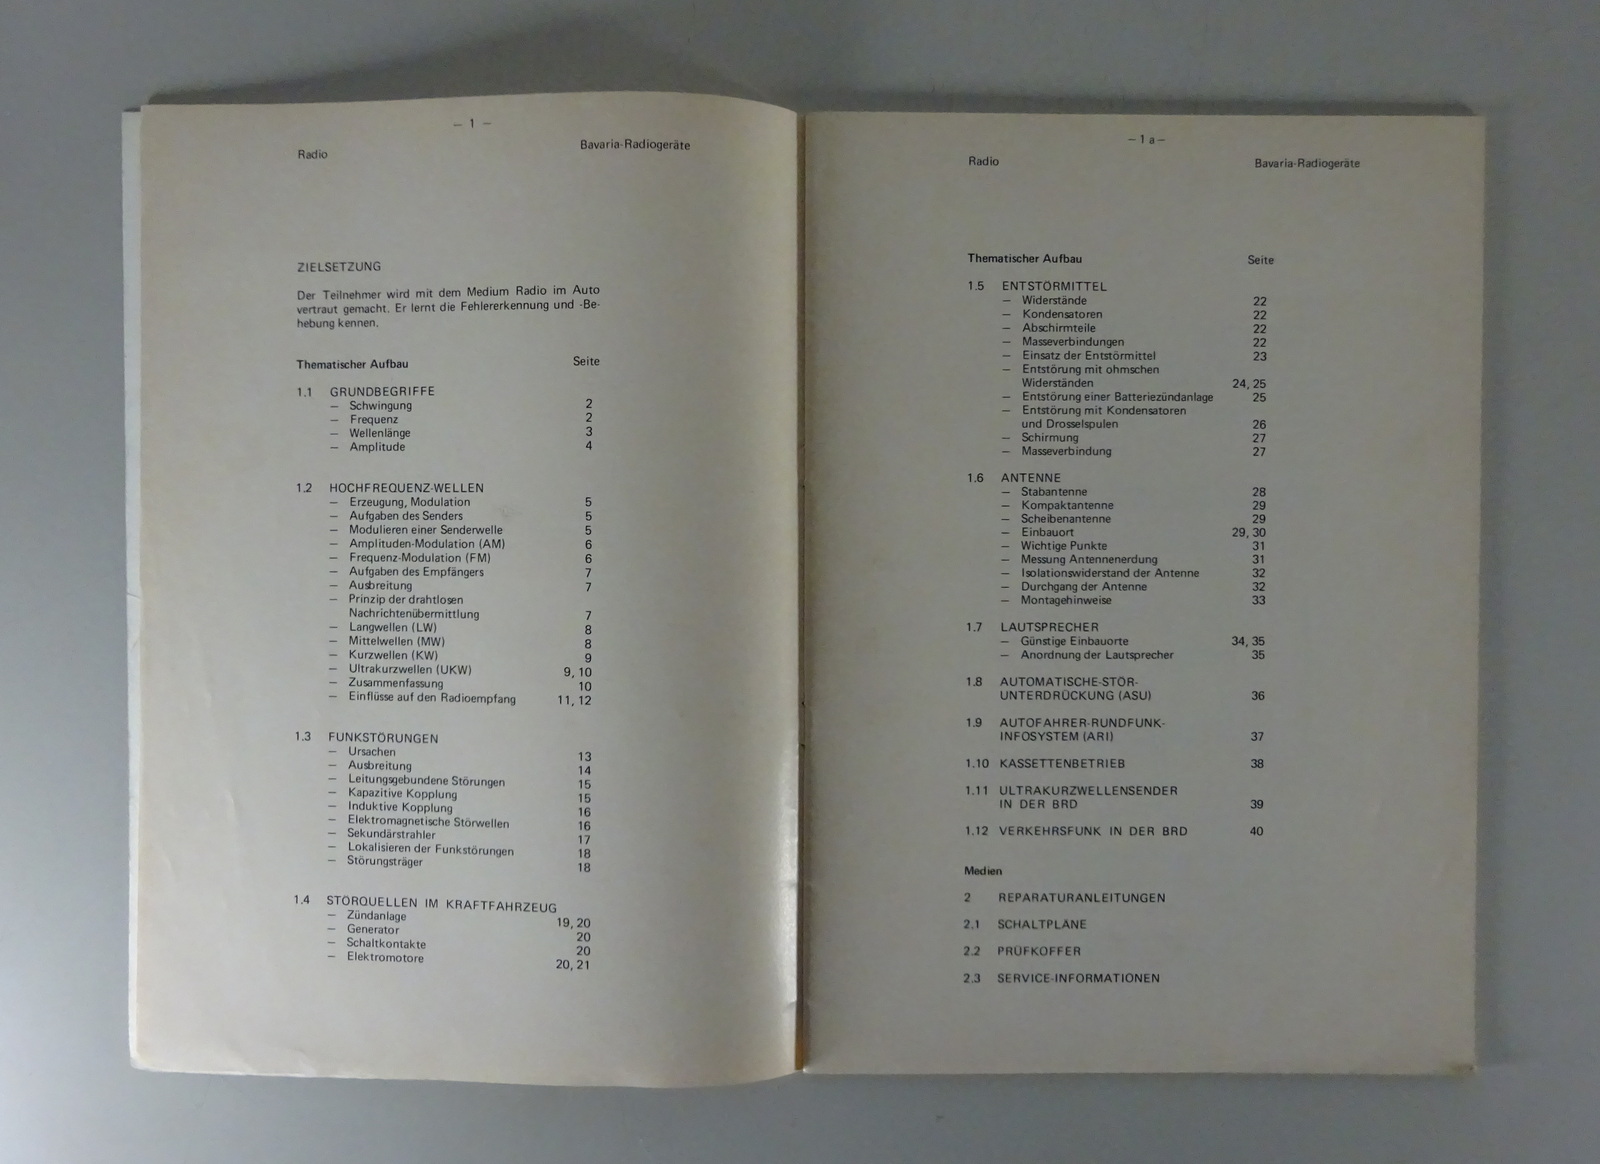 — 1 —
Radio Bavaria-Radiogeräte
ZIELSETZUNG
Der Teilnehmer wird mit dem Medium Radio im Auto
vertraut gemacht. Er lernt die Fehlererkennung und -Be-
hebung kennen.
Thematischer Aufbau Seite
1.1 GRUNDBEGRIFFE
— Schwingung 2
— Frequenz 2
— Wellenlänge 3
— Amplitude 4
1.2 HOCHFREQUENZ-WELLEN
— Erzeugung, Modulation 5
— Aufgaben des Senders 5
— Modulieren einer Senderwelle 5
— Amplituden-Modulation (AM) 6
— Frequenz-Modulation (FM) 6
— Aufgaben des Empfängers 7
— Ausbreitung 7
— Prinzip der drahtlosen
Nachrichtenübermittlung 7
— Langwellen (LW) 8
— Mittelwellen (MW) 8
— Kurzwellen (KW) 9
— Ultrakurzwellen (UKW) 9, 10
— Zusammenfassung 10
— Einflüsse auf den Radioempfang 11, 12
1.3 FUNKSTÖRUNGEN
— Ursachen 13
— Ausbreitung 14
— Leitungsgebundene Störungen 15
— Kapazitive Kopplung 15
— Induktive Kopplung 16
— Elektromagnetische Störwellen 16
— Sekundärstrahler 17
— Lokalisieren der Funkstörungen 18
— Störungsträger 18
1.4 STÖRQUELLEN IM KRAFTFAHRZEUG
— Zündanlage 19, 20
— Generator 20
— Schaltkontakte 20
— Elektromotore 20, 21
— 1 a —
Radio Bavaria-Radiogeräte
Thematischer Aufbau Seite
1.5 ENTSTÖRMITTEL
— Widerstände 22
— Kondensatoren 22
— Abschirmteile 22
— Masseverbindungen 22
— Einsatz der Entstörmittel 23
— Entstörung mit ohmschen
Widerständen 24, 25
— Entstörung einer Batteriezündanlage 25
— Entstörung mit Kondensatoren
und Drosselspulen 26
— Schirmung 27
— Masseverbindung 27
1.6 ANTENNE
— Stabantenne 28
— Kompaktantenne 29
— Scheibenantenne 29
— Einbauort 29, 30
— Wichtige Punkte 31
— Messung Antennenerdung 31
— Isolationswiderstand der Antenne 32
— Durchgang der Antenne 32
— Montagehinweise 33
1.7 LAUTSPRECHER
— Günstige Einbauorte 34, 35
— Anordnung der Lautsprecher 35
1.8 AUTOMATISCHE-STÖR-
UNTERDRÜCKUNG (ASU) 36
1.9 AUTOFAHRER-RUNDFUNK-
INFOSYSTEM (ARI) 37
1.10 KASSETTENBETRIEB 38
1.11 ULTRAKURZWELLENSENDER
IN DER BRD 39
1.12 VERKEHRSFUNK IN DER BRD 40
Medien
2 REPARATURANLEITUNGEN
2.1 SCHALTPLÄNE
2.2 PRÜFKOFFER
2.3 SERVICE-INFORMATIONEN